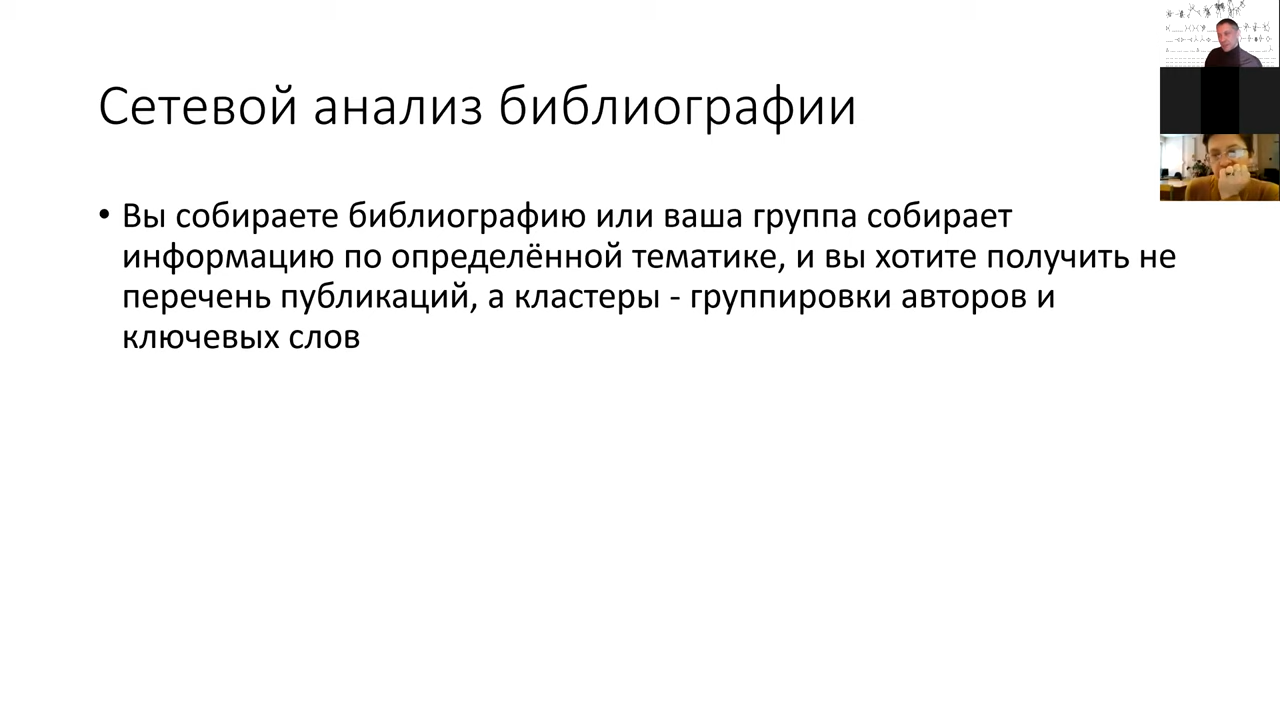 Сетевой анализ библиографии
• Вы собираете библиографию или ваша группа собирает
информацию по определённой тематике, и вы хотите получить не
перечень публикаций, а кластеры - группировки авторов и
ключевых слов